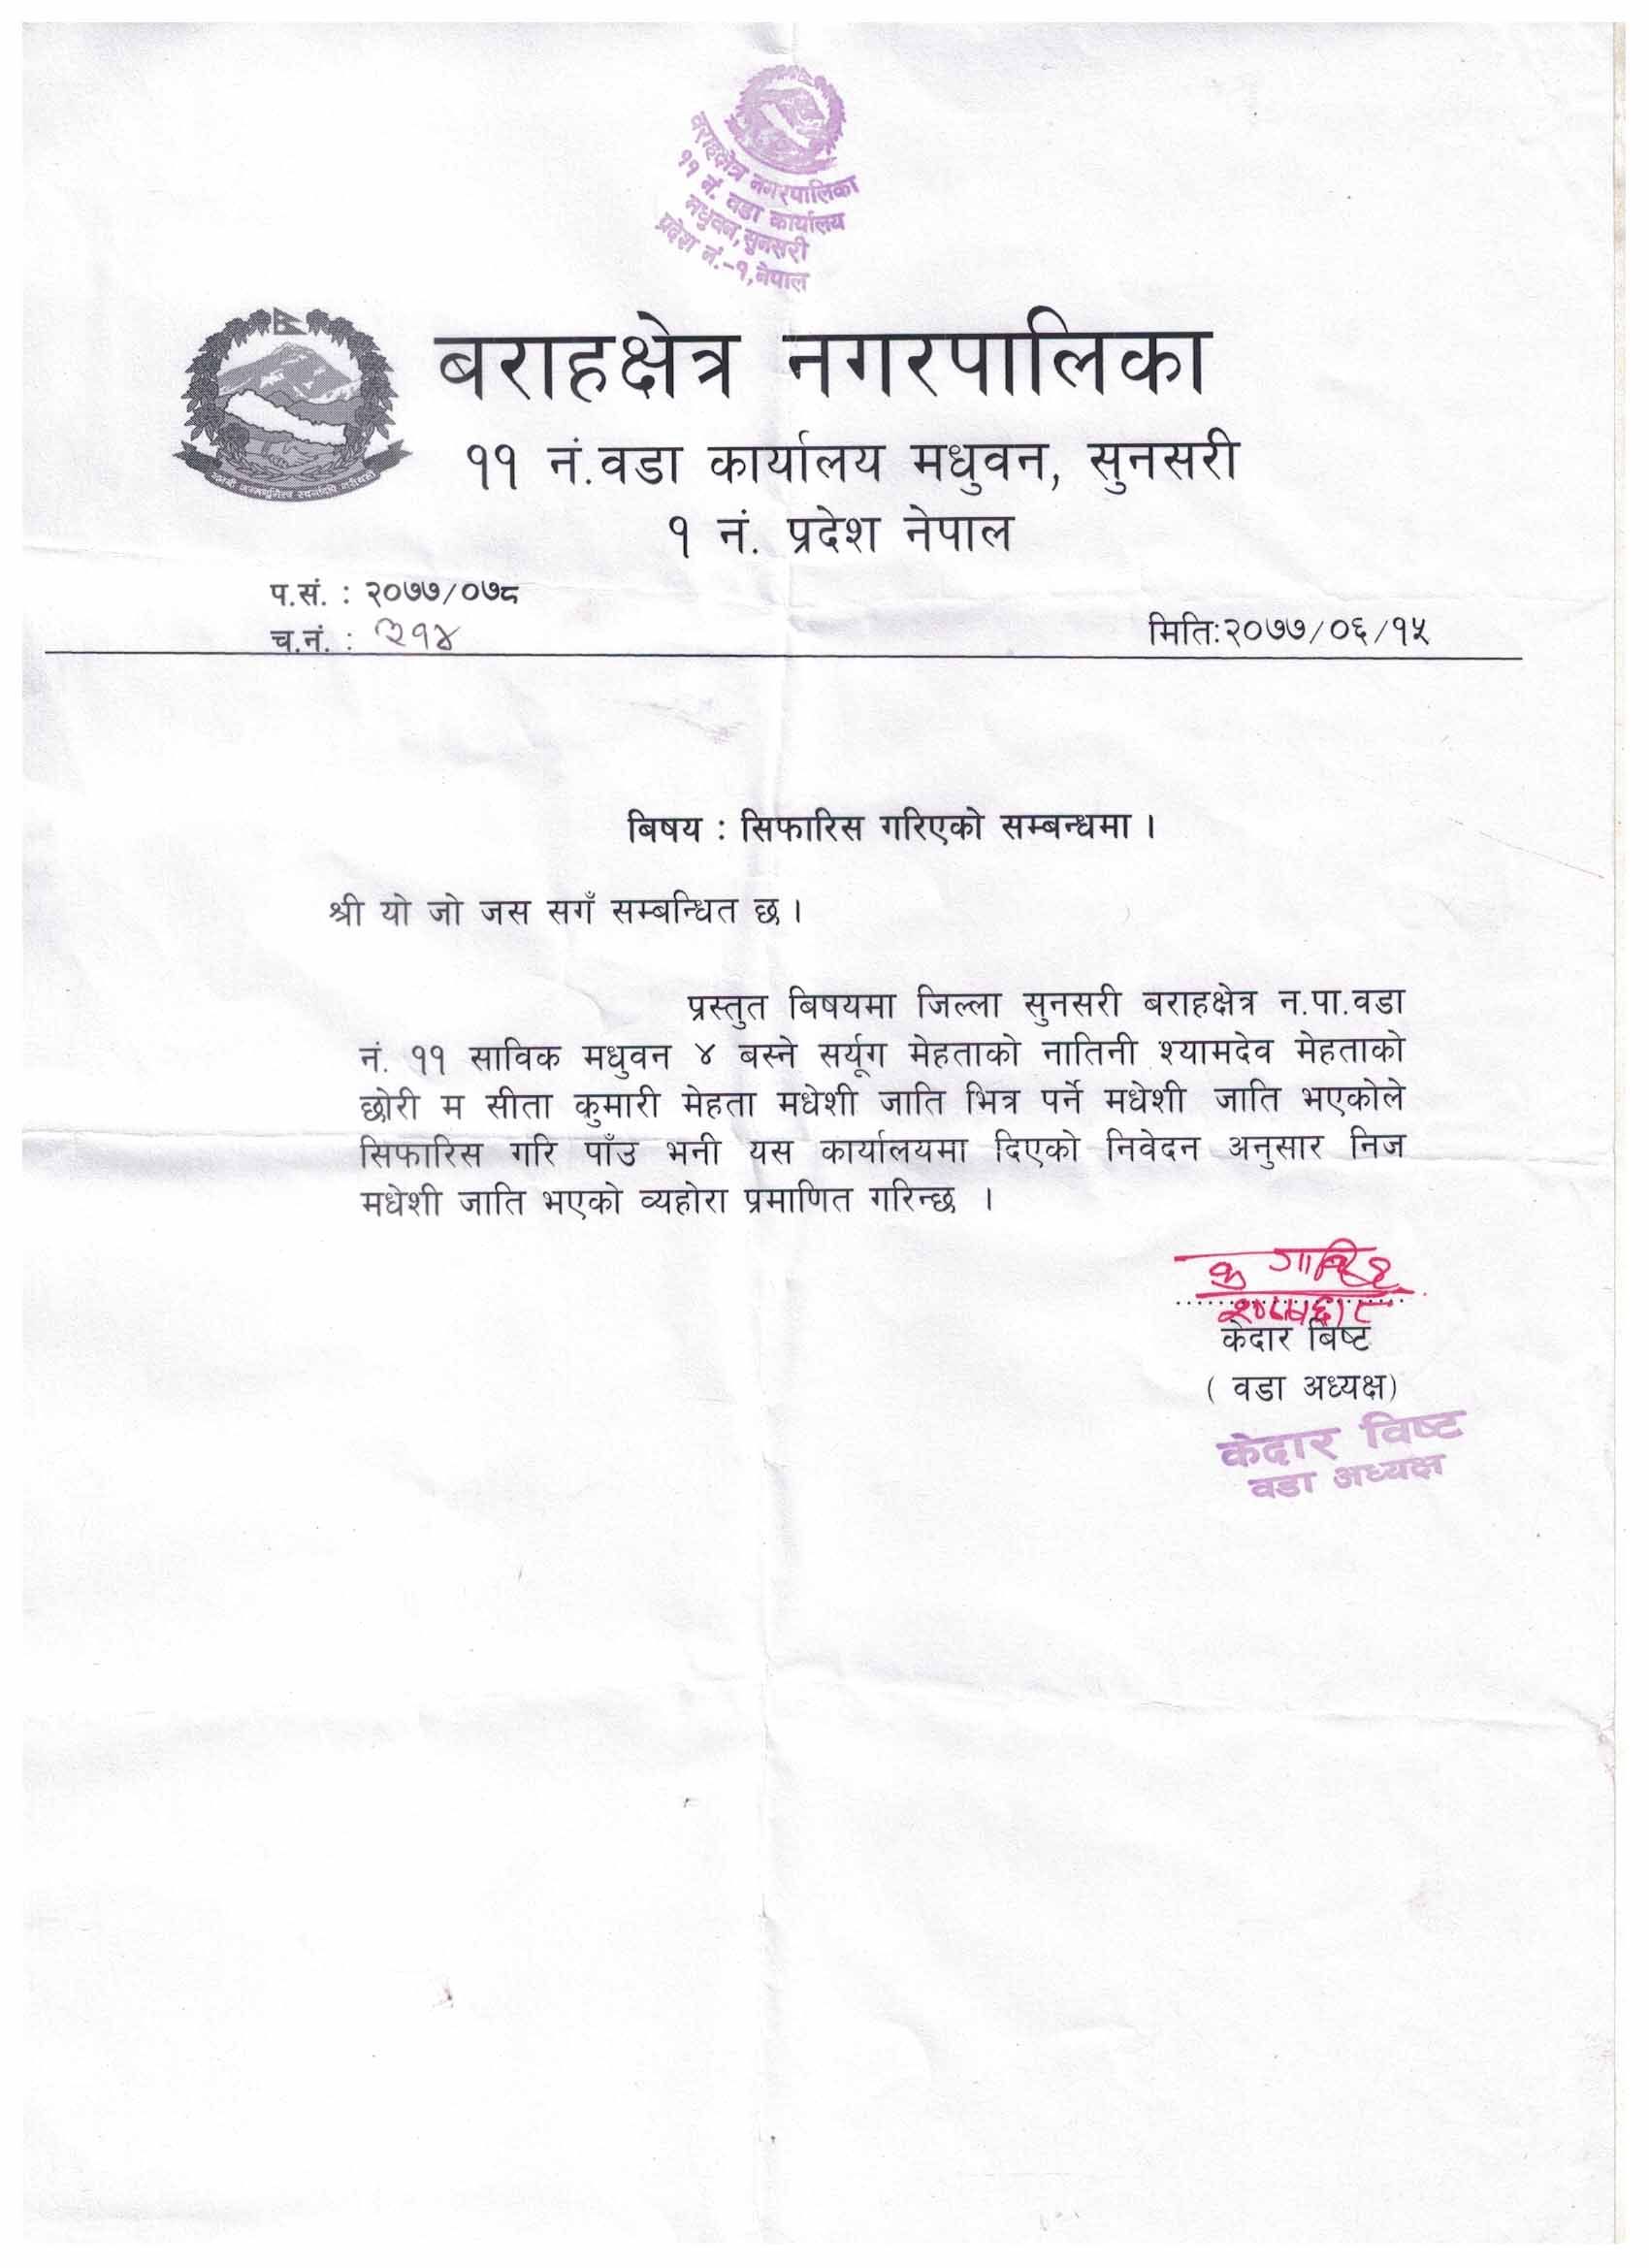 बराहक्षेत्र नगरपालिका
११ नं. वडा कार्यालय
मधुवन, सुनसरी
प्रदेश नं.-१, नेपाल
बराहक्षेत्र नगरपालिका
११ नं.वडा कार्यालय मधुवन, सुनसरी
१ नं. प्रदेश नेपाल
प.सं. : २०७७/०७८
च.नं. : ३१४
मिति:२०७७/०६/१५
बिषय : सिफारिस गरिएको सम्बन्धमा ।
श्री यो जो जस सगँ सम्बन्धित छ ।
प्रस्तुत बिषयमा जिल्ला सुनसरी बराहक्षेत्र न.पा.वडा
नं. ११ साविक मधुवन ४ बस्ने सर्यूग मेहताको नातिनी श्यामदेव मेहताको
छोरी म सीता कुमारी मेहता मधेशी जाति भित्र पर्ने मधेशी जाति भएकोले
सिफारिस गरि पाँउ भनी यस कार्यालयमा दिएको निवेदन अनुसार निज
मधेशी जाति भएको व्यहोरा प्रमाणित गरिन्छ ।
केदार बिष्ट
( वडा अध्यक्ष)
केदार विष्ट
वडा अध्यक्ष